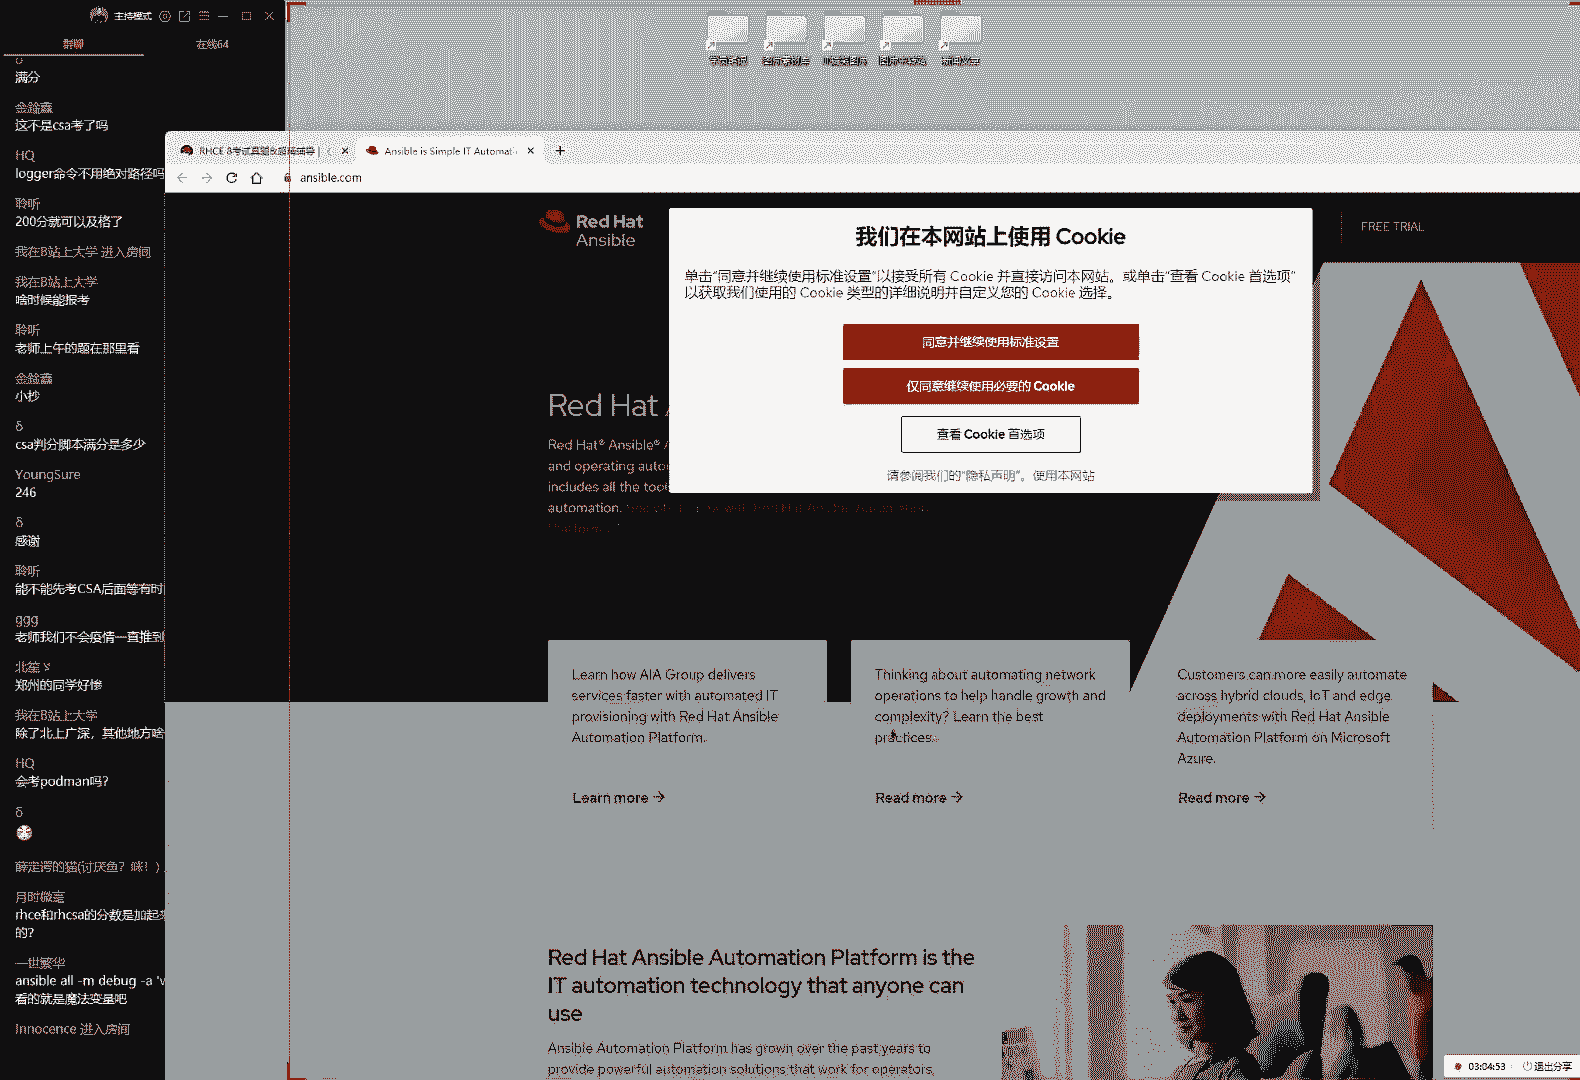 主持模式
群聊
在线64
满分
金鎰鑫
这不是csa考了吗
HQ
logger命令不用绝对路径吗
聆听
200分就可以及格了
我在B站上大学 进入房间
我在B站上大学
啥时候能报考
聆听
老师上午的题在那里看
金鎰鑫
小抄
δ
csa判分脚本满分是多少
YoungSure
246
δ
感谢
聆听
能不能先考CSA后面等有时
ggg
老师我们不会疫情一直推到
北笙
郑州的同学好惨
我在B站上大学
除了北上广深，其他地方啥
HQ
会考podman吗?
δ
薛定谔的猫(讨厌鱼？咪！)
月时微毫
rhce和rhcsa的分数是加起来
的?
一世繁华
ansible all -m debug -a 'v
看的就是魔法变量吧
Innocence 进入房间
RHCE 8考试真题
Ansible is Simple IT Automati
ansible.com
Red Hat
Ansible
FREE TRIAL
我们在本网站上使用 Cookie
单击“同意并继续使用标准设置”以接受所有 Cookie 并直接访问本网站。或单击“查看 Cookie 首选项”
以获取我们使用的 Cookie 类型的详细说明并自定义您的 Cookie 选择。
同意并继续使用标准设置
仅同意继续使用必要的 Cookie
查看 Cookie 首选项
请参阅我们的“隐私声明”。使用本网站
Red Hat A
Red Hat® Ansible® A
and operating auto
includes all the tool
automation.
Learn how AIA Group delivers
services faster with automated IT
provisioning with Red Hat Ansible
Automation Platform.
Learn more →
Thinking about automating network
operations to help handle growth and
complexity? Learn the best
practices.
Read more →
Customers can more easily automate
across hybrid clouds, IoT and edge
deployments with Red Hat Ansible
Automation Platform on Microsoft
Azure.
Read more →
Red Hat Ansible Automation Platform is the
IT automation technology that anyone can
use
Ansible Automation Platform has grown over the past years to
provide powerful automation solutions that work for operators,
03:04:53
退出分享